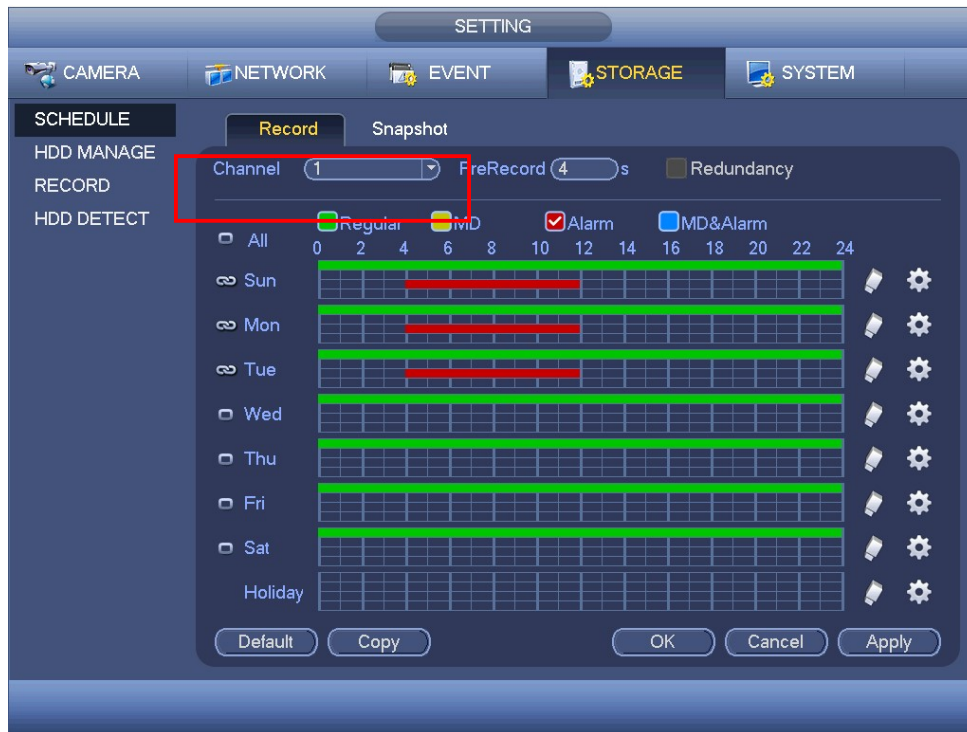 SETTING
CAMERA NETWORK EVENT STORAGE SYSTEM
SCHEDULE
HDD MANAGE
RECORD
HDD DETECT
Record Snapshot
Channel 1 PreRecord 4 s Redundancy
Regular MD Alarm MD&Alarm
All 0 2 4 6 8 10 12 14 16 18 20 22 24
Sun
Mon
Tue
Wed
Thu
Fri
Sat
Holiday
Default Copy OK Cancel Apply